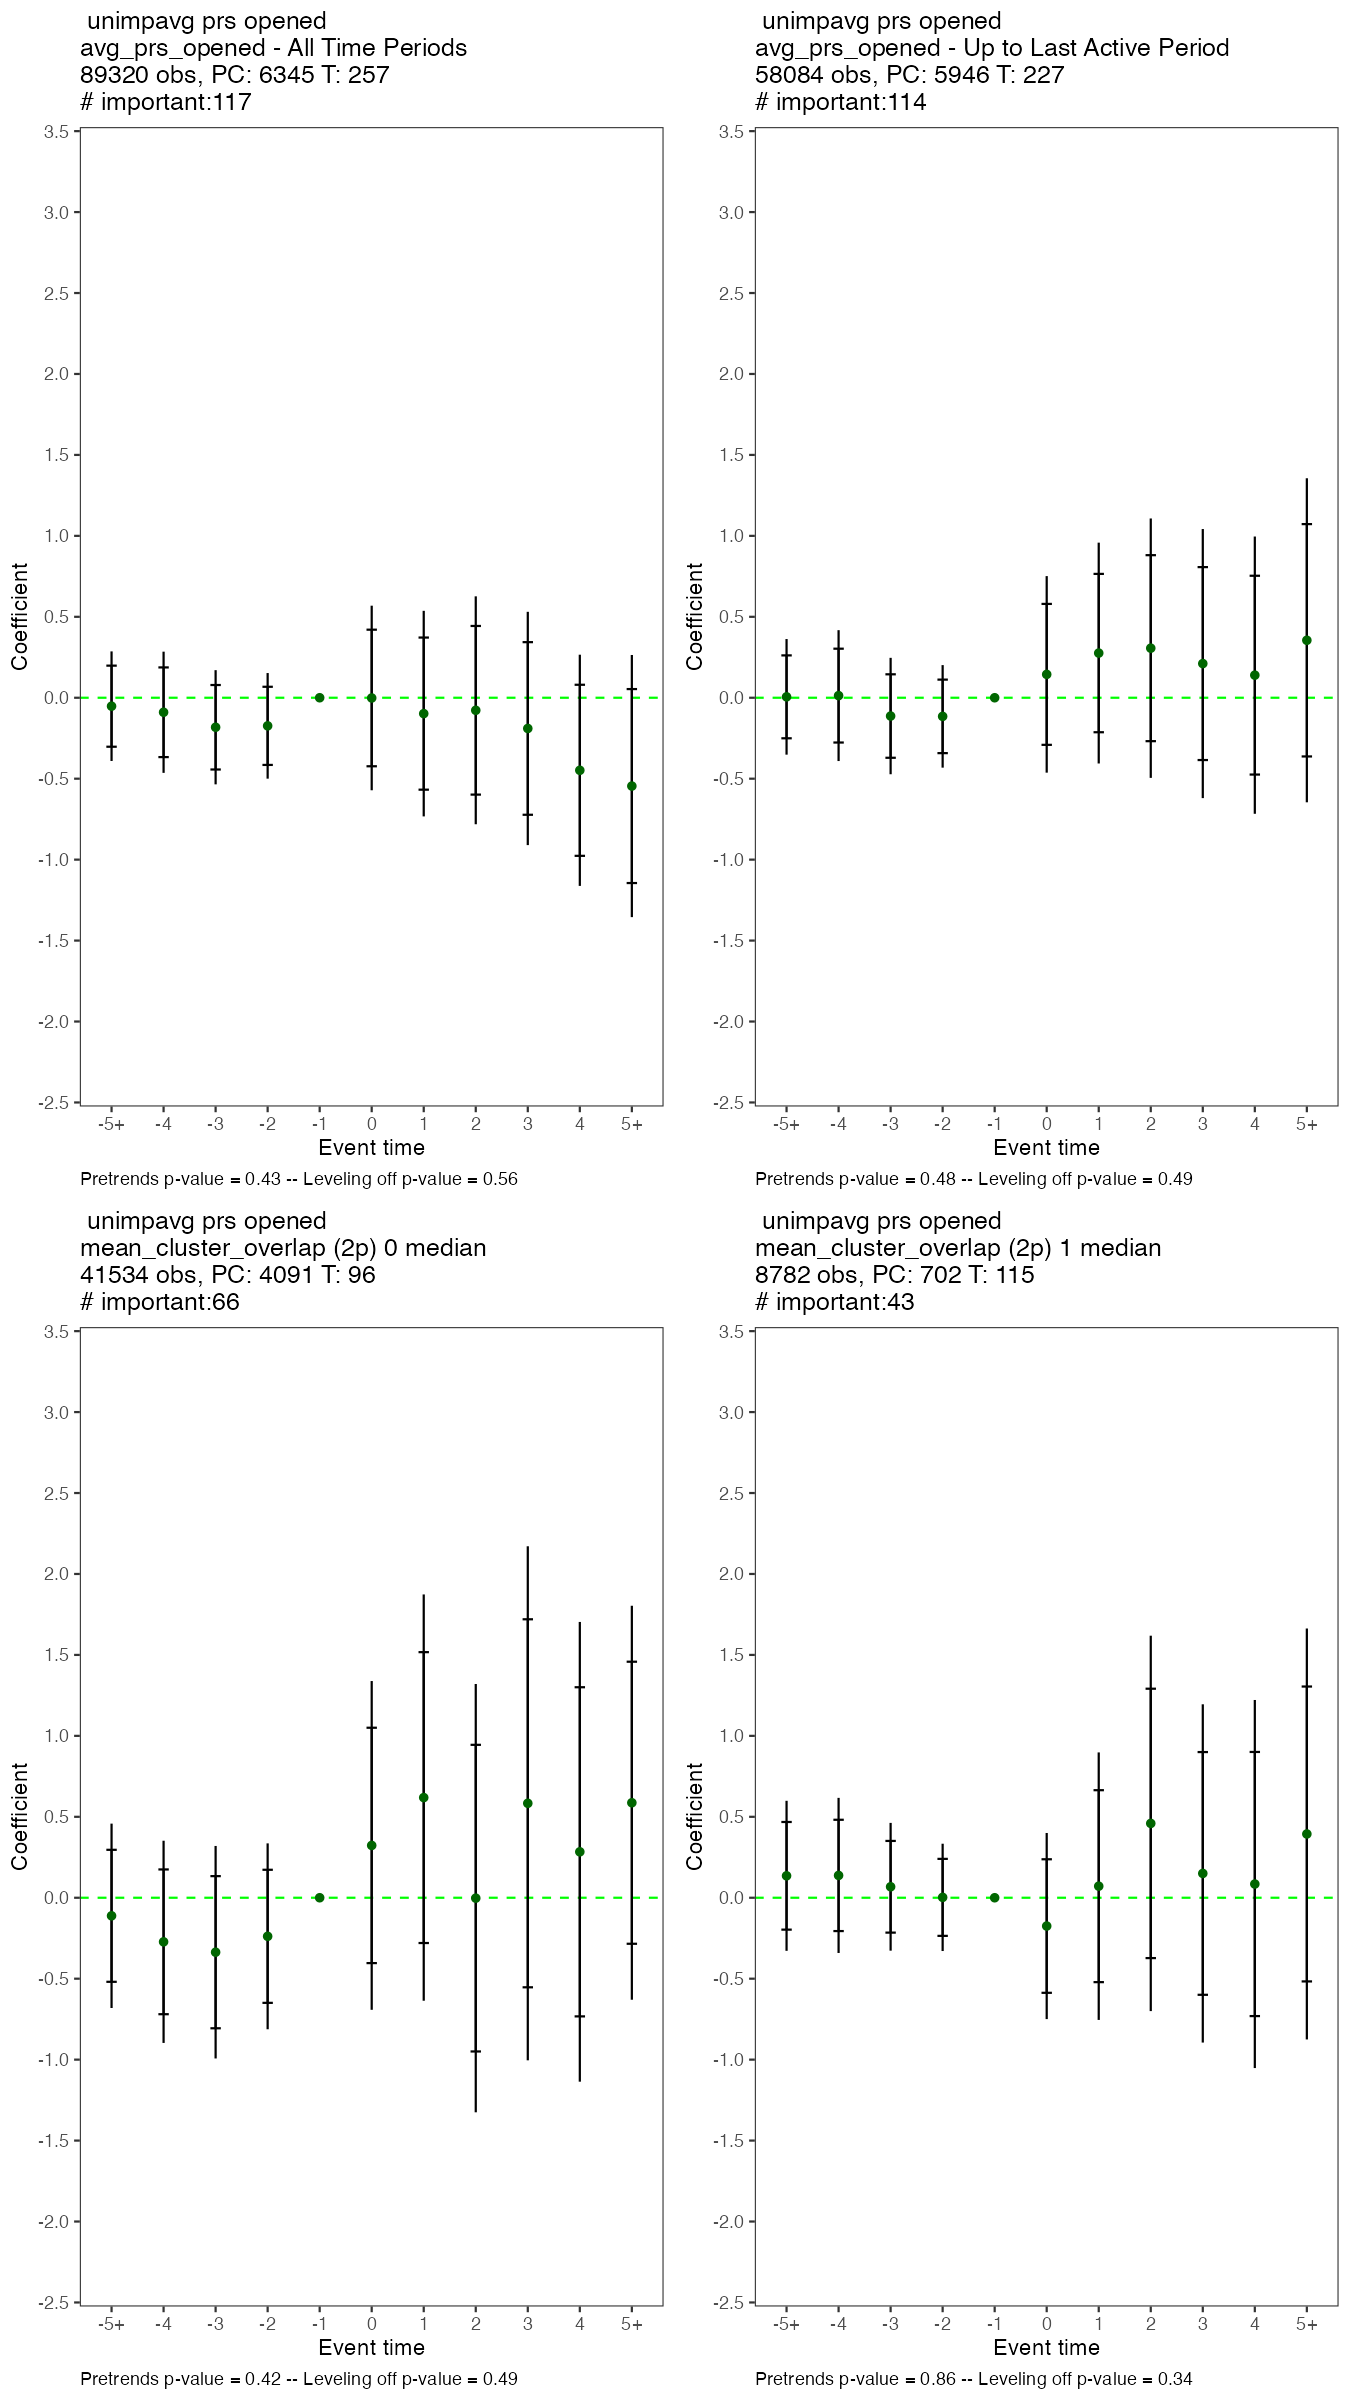 unimpavg prs opened
avg_prs_opened - All Time Periods
89320 obs, PC: 6345 T: 257
# important:117
3.5
3.0
2.5
2.0
1.5
1.0
0.5
0.0
-0.5
-1.0
-1.5
-2.0
-2.5
Coefficient
-5+ -4 -3 -2 -1 0 1 2 3 4 5+
Event time
Pretrends p-value = 0.43 -- Leveling off p-value = 0.56
unimpavg prs opened
avg_prs_opened - Up to Last Active Period
58084 obs, PC: 5946 T: 227
# important:114
3.5
3.0
2.5
2.0
1.5
1.0
0.5
0.0
-0.5
-1.0
-1.5
-2.0
-2.5
Coefficient
-5+ -4 -3 -2 -1 0 1 2 3 4 5+
Event time
Pretrends p-value = 0.48 -- Leveling off p-value = 0.49
unimpavg prs opened
mean_cluster_overlap (2p) 0 median
41534 obs, PC: 4091 T: 96
# important:66
3.5
3.0
2.5
2.0
1.5
1.0
0.5
0.0
-0.5
-1.0
-1.5
-2.0
-2.5
Coefficient
-5+ -4 -3 -2 -1 0 1 2 3 4 5+
Event time
Pretrends p-value = 0.42 -- Leveling off p-value = 0.49
unimpavg prs opened
mean_cluster_overlap (2p) 1 median
8782 obs, PC: 702 T: 115
# important:43
3.5
3.0
2.5
2.0
1.5
1.0
0.5
0.0
-0.5
-1.0
-1.5
-2.0
-2.5
Coefficient
-5+ -4 -3 -2 -1 0 1 2 3 4 5+
Event time
Pretrends p-value = 0.86 -- Leveling off p-value = 0.34